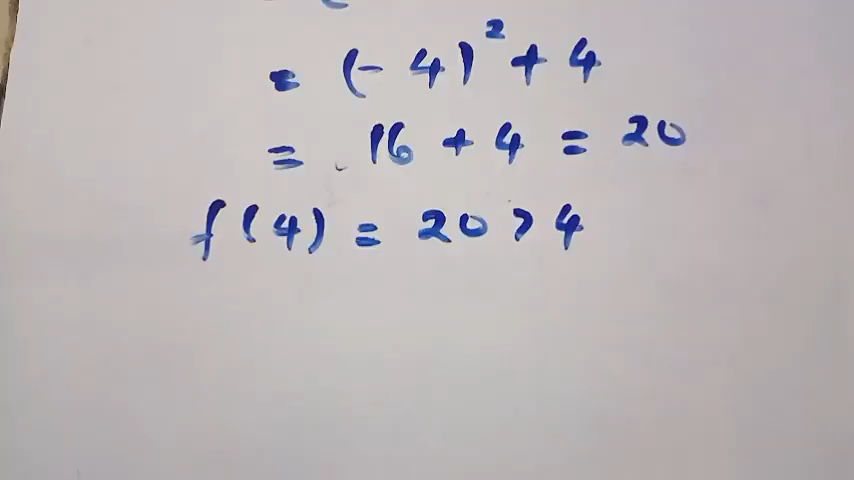 = (- 4)² + 4
= 16 + 4 = 20
f(4) = 20 > 4